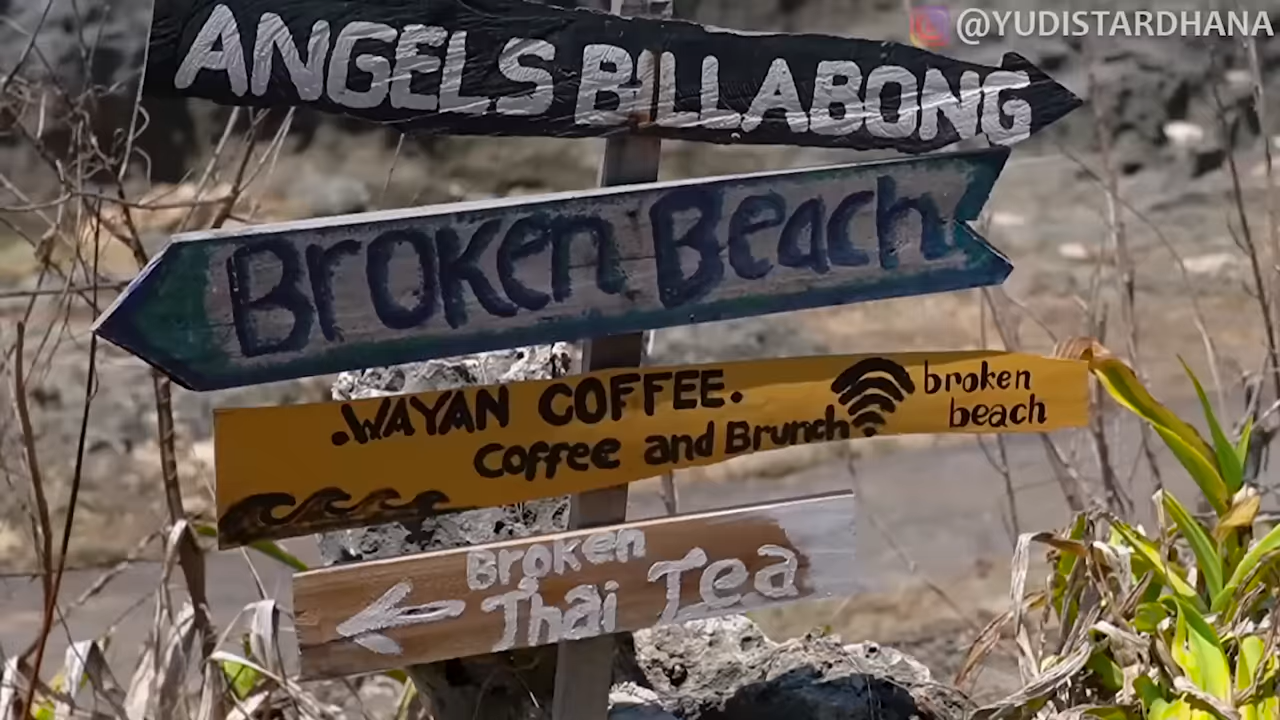 @YUDISTARDHANA
ANGELS BILLABONG
Broken Beach
.WAYAN COFFEE.
Coffee and Brunch
broken
beach
Broken
Thai Tea